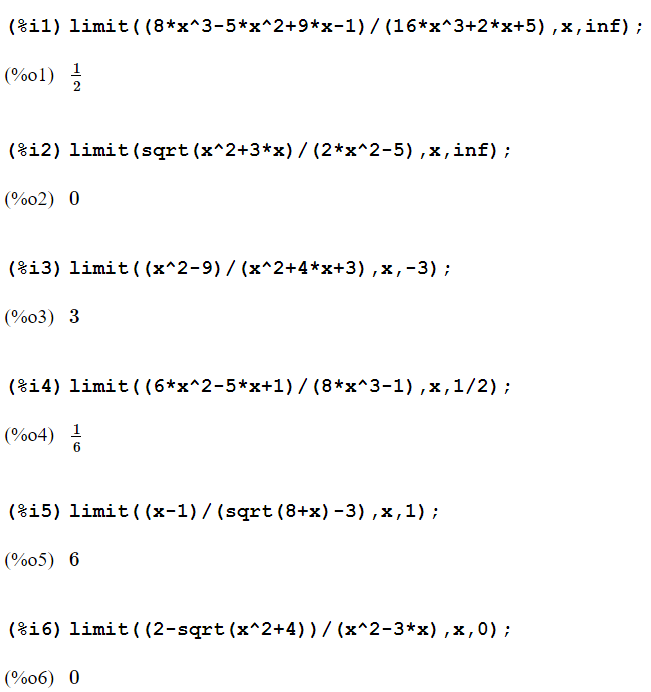 (%i1) limit((8*x^3-5*x^2+9*x-1)/(16*x^3+2*x+5),x,inf);
(%o1) 1/2
(%i2) limit(sqrt(x^2+3*x)/(2*x^2-5),x,inf);
(%o2) 0
(%i3) limit((x^2-9)/(x^2+4*x+3),x,-3);
(%o3) 3
(%i4) limit((6*x^2-5*x+1)/(8*x^3-1),x,1/2);
(%o4) 1/6
(%i5) limit((x-1)/(sqrt(8+x)-3),x,1);
(%o5) 6
(%i6) limit((2-sqrt(x^2+4))/(x^2-3*x),x,0);
(%o6) 0